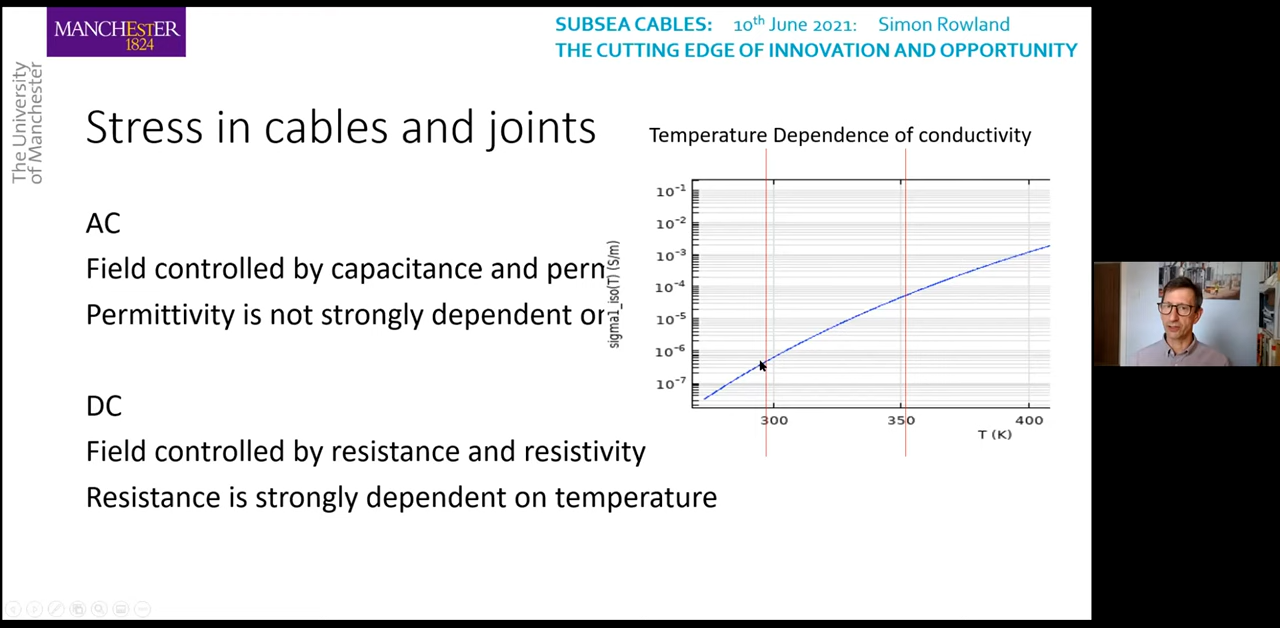 MANCHESTER
1824
The University
of Manchester
SUBSEA CABLES: 10th June 2021: Simon Rowland
THE CUTTING EDGE OF INNOVATION AND OPPORTUNITY
Stress in cables and joints
AC
Field controlled by capacitance and perm
Permittivity is not strongly dependent or
DC
Field controlled by resistance and resistivity
Resistance is strongly dependent on temperature
Temperature Dependence of conductivity
sigma1_iso(T) (S/m)
10⁻¹
10⁻²
10⁻³
10⁻⁴
10⁻⁵
10⁻⁶
10⁻⁷
300 350 400
T (K)